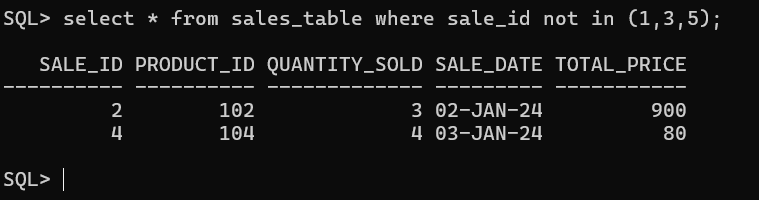 SQL> select * from sales_table where sale_id not in (1,3,5);
   SALE_ID PRODUCT_ID QUANTITY_SOLD SALE_DATE TOTAL_PRICE
---------- ---------- ------------- --------- -----------
         2        102             3 02-JAN-24         900
         4        104             4 03-JAN-24          80
SQL>